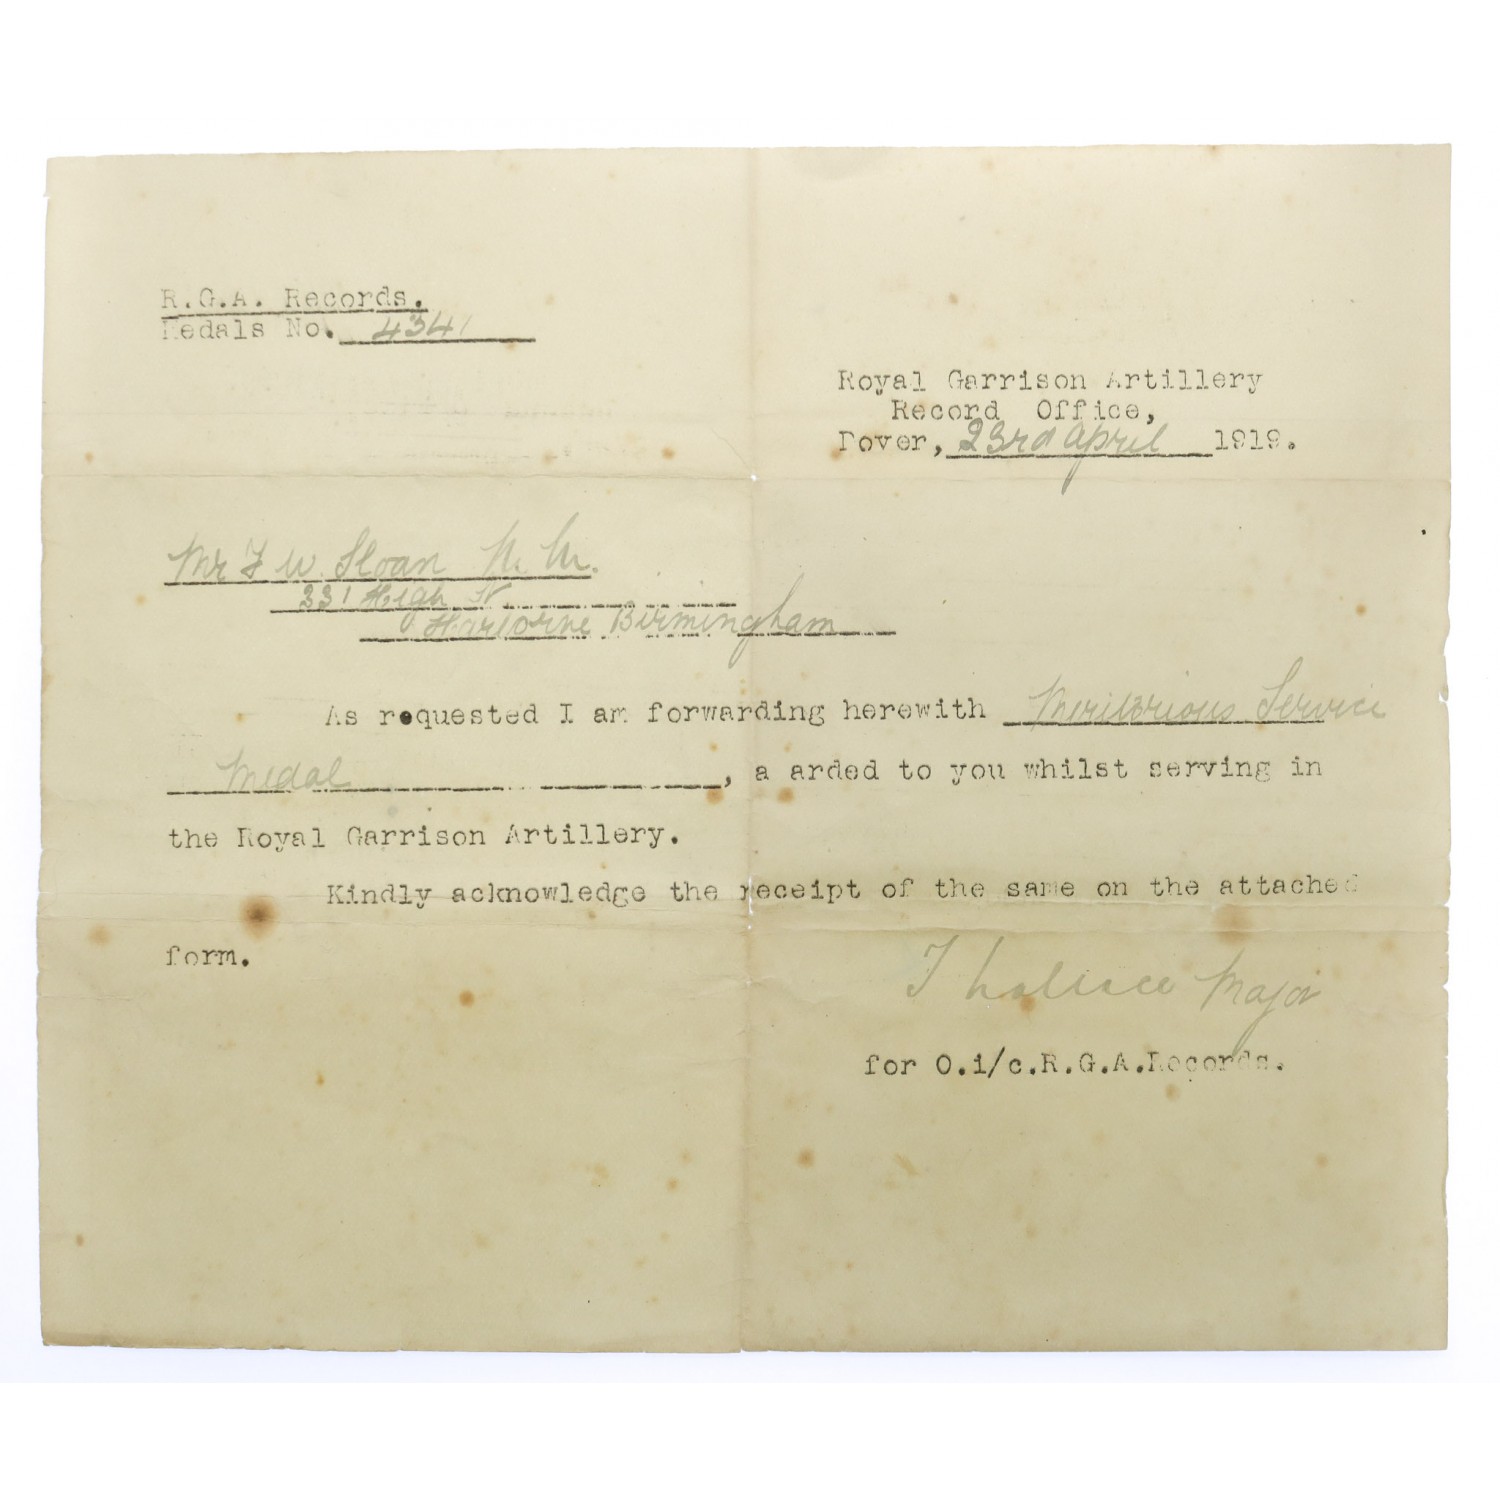 R.G.A. Records.
Medals No. 4341
Royal Garrison Artillery
Record Office,
Dover, 23rd April 1919.
Mr F W. Sloan M. M.
331 High St
Harborne Birmingham
As requested I am forwarding herewith Meritorious Service
Medal, a arded to you whilst serving in
the Royal Garrison Artillery.
Kindly acknowledge the receipt of the same on the attached
form.
Major
for O.i/c.R.G.A.Records.